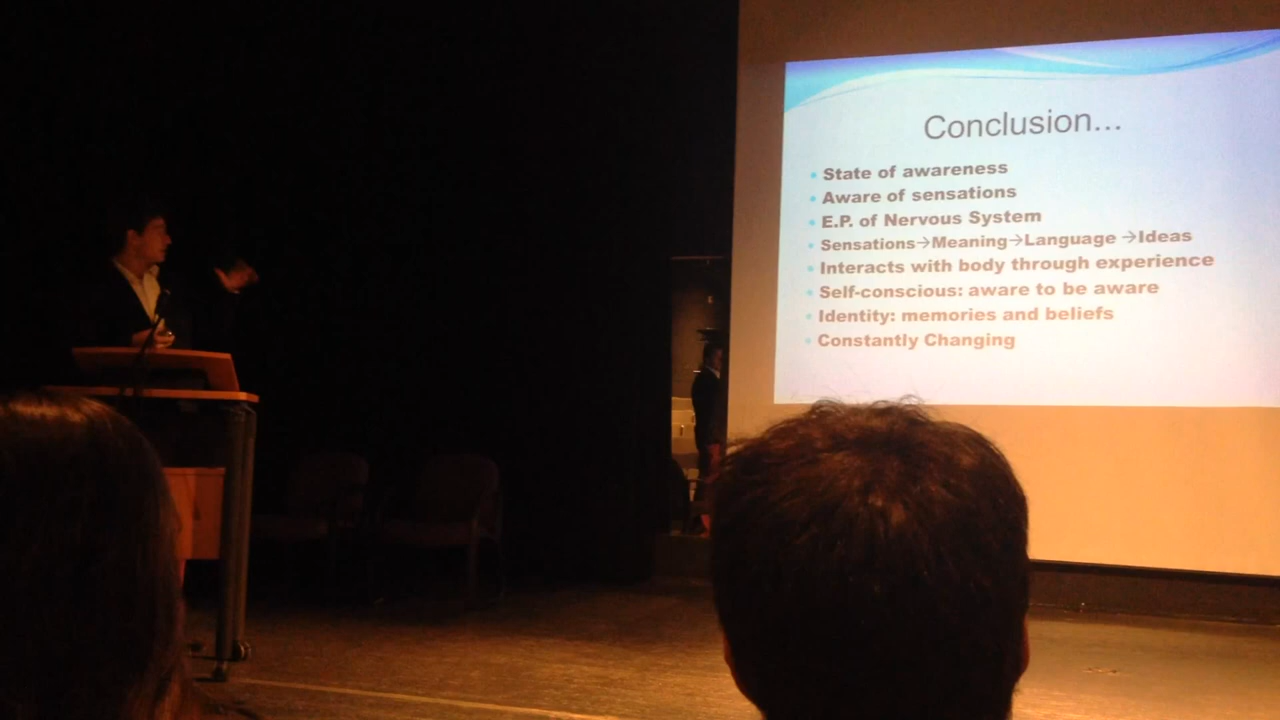 Conclusion...
• State of awareness
• Aware of sensations
• E.P. of Nervous System
• Sensations→Meaning→Language →Ideas
• Interacts with body through experience
• Self-conscious: aware to be aware
• Identity: memories and beliefs
• Constantly Changing